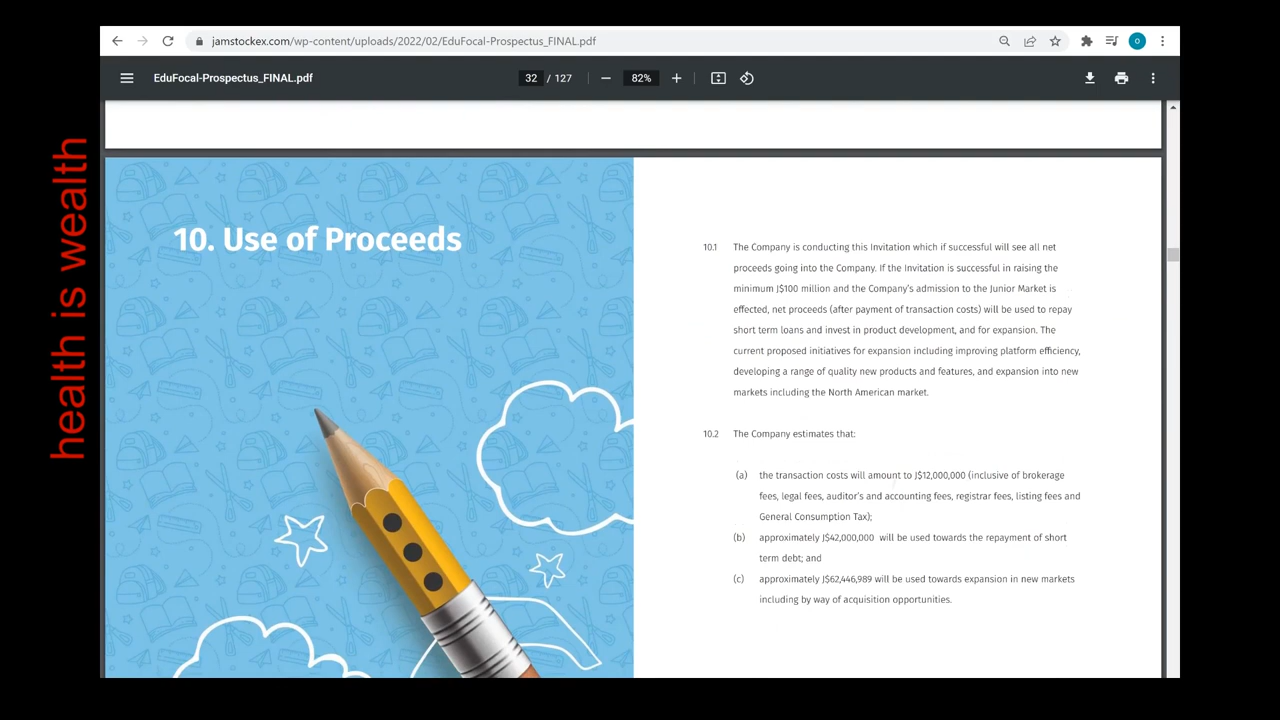 jamstockex.com/wp-content/uploads/2022/02/EduFocal-Prospectus_FINAL.pdf
O
EduFocal-Prospectus_FINAL.pdf
32 / 127
82%
health is wealth
10. Use of Proceeds
10.1 The Company is conducting this Invitation which if successful will see all net
proceeds going into the Company. If the Invitation is successful in raising the
minimum J$100 million and the Company's admission to the Junior Market is
effected, net proceeds (after payment of transaction costs) will be used to repay
short term loans and invest in product development, and for expansion. The
current proposed initiatives for expansion including improving platform efficiency,
developing a range of quality new products and features, and expansion into new
markets including the North American market.
10.2 The Company estimates that:
(a) the transaction costs will amount to J$12,000,000 (inclusive of brokerage
fees, legal fees, auditor's and accounting fees, registrar fees, listing fees and
General Consumption Tax);
(b) approximately J$42,000,000 will be used towards the repayment of short
term debt; and
(c) approximately J$62,446,989 will be used towards expansion in new markets
including by way of acquisition opportunities.